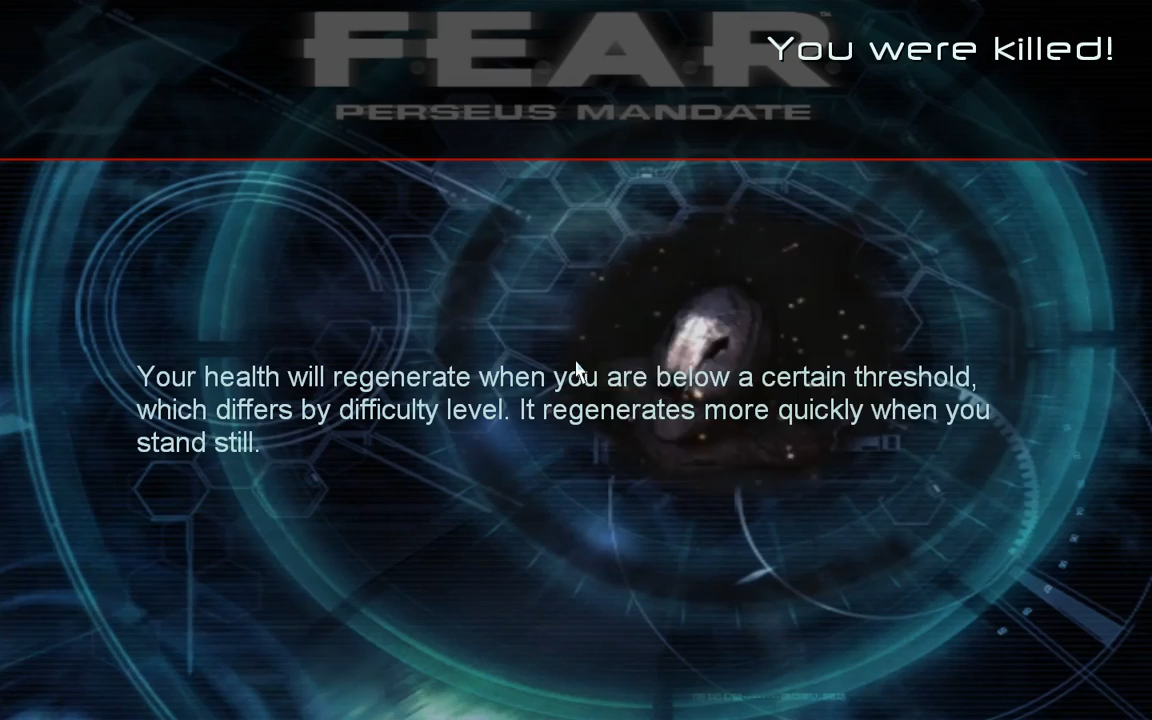 F.E.A.R™
You were killed!
PERSEUS MANDATE
Your health will regenerate when you are below a certain threshold,
which differs by difficulty level. It regenerates more quickly when you
stand still.